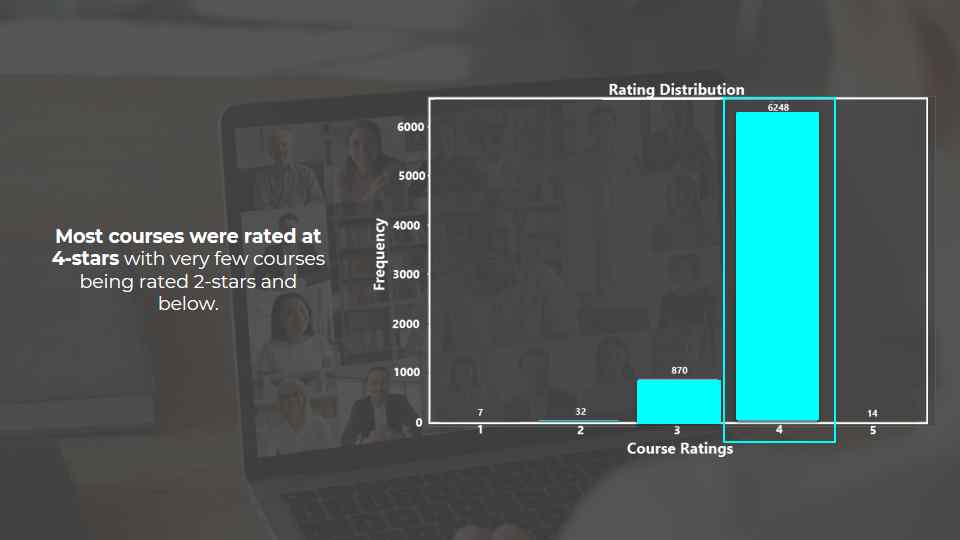 Rating Distribution
6248
6000
5000
4000
3000
2000
1000
0
Frequency
870
7
32
14
1 2 3 4 5
Course Ratings
Most courses were rated at
4-stars with very few courses
being rated 2-stars and
below.